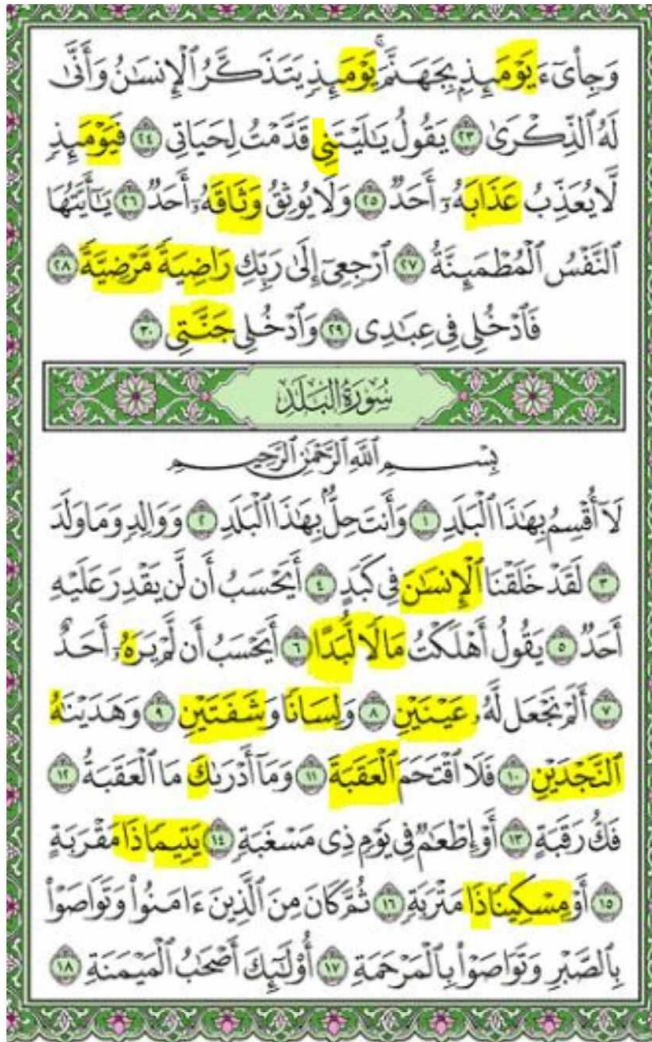 وَجِا۟ىٓءَ يَوْمَئِذِۭ بِجَهَنَّمَۚ يَوْمَئِذٍ يَتَذَكَّرُ ٱلْإِنسَـٰنُ وَأَنَّىٰ
لَهُ ٱلذِّكْرَىٰ ٢٣ يَقُولُ يَـٰلَيْتَنِى قَدَّمْتُ لِحَيَاتِى ٢٤ فَيَوْمَئِذٍ
لَّا يُعَذِّبُ عَذَابَهُۥٓ أَحَدٌ ٢٥ وَلَا يُوثِقُ وَثَاقَهُۥٓ أَحَدٌ ٢٦ يَـٰٓأَيَّتُهَا
ٱلنَّفْسُ ٱلْمُطْمَئِنَّةُ ٢٧ ٱرْجِعِىٓ إِلَىٰ رَبِّكِ رَاضِيَةً مَّرْضِيَّةً ٢٨
فَٱدْخُلِى فِى عِبَـٰدِى ٢٩ وَٱدْخُلِى جَنَّتِى ٣٠
سُورَةُ الْبَلَدِ
بِسْمِ ٱللَّهِ ٱلرَّحْمَـٰنِ ٱلرَّحِيمِ
لَآ أُقْسِمُ بِهَـٰذَا ٱلْبَلَدِ ١ وَأَنتَ حِلٌّۢ بِهَـٰذَا ٱلْبَلَدِ ٢ وَوَالِدٍ وَمَا وَلَدَ
٣ لَقَدْ خَلَقْنَا ٱلْإِنسَـٰنَ فِى كَبَدٍ ٤ أَيَحْسَبُ أَن لَّن يَقْدِرَ عَلَيْهِ
أَحَدٌ ٥ يَقُولُ أَهْلَكْتُ مَالًا لُّبَدًا ٦ أَيَحْسَبُ أَن لَّمْ يَرَهُۥٓ أَحَدٌ
٧ أَلَمْ نَجْعَل لَّهُۥ عَيْنَيْنِ ٨ وَلِسَانًا وَشَفَتَيْنِ ٩ وَهَدَيْنَـٰهُ
ٱلنَّجْدَيْنِ ١٠ فَلَا ٱقْتَحَمَ ٱلْعَقَبَةَ ١١ وَمَآ أَدْرَىٰكَ مَا ٱلْعَقَبَةُ ١٢
فَكُّ رَقَبَةٍ ١٣ أَوْ إِطْعَـٰمٌ فِى يَوْمٍ ذِى مَسْغَبَةٍ ١٤ يَتِيمًا ذَا مَقْرَبَةٍ
١٥ أَوْ مِسْكِينًا ذَا مَتْرَبَةٍ ١٦ ثُمَّ كَانَ مِنَ ٱلَّذِينَ ءَامَنُوا۟ وَتَوَاصَوْا۟
بِٱلصَّبْرِ وَتَوَاصَوْا۟ بِٱلْمَرْحَمَةِ ١٧ أُو۟لَـٰٓئِكَ أَصْحَـٰبُ ٱلْمَيْمَنَةِ ١٨